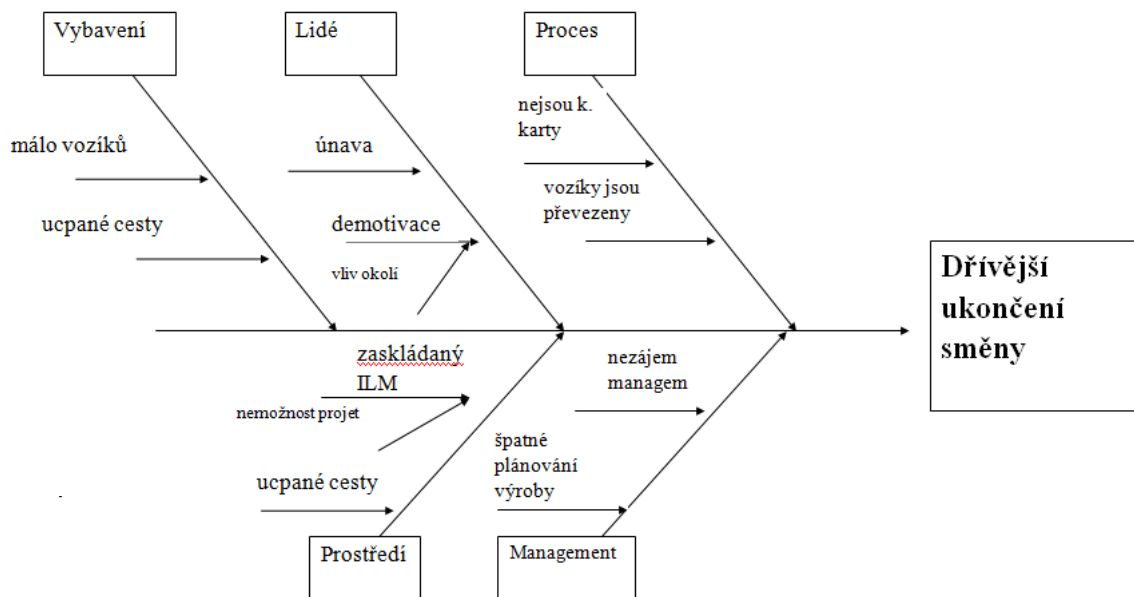 Vybavení
Lidé
Proces
nejsou k.
karty
málo vozíků
únava
vozíky jsou
převezeny
ucpané cesty
demotivace
vliv okolí
Dřívější
ukončení
směny
zaskládaný
ILM
nemožnost projet
nezájem
managem
ucpané cesty
špatné
plánování
výroby
Prostředí
Management